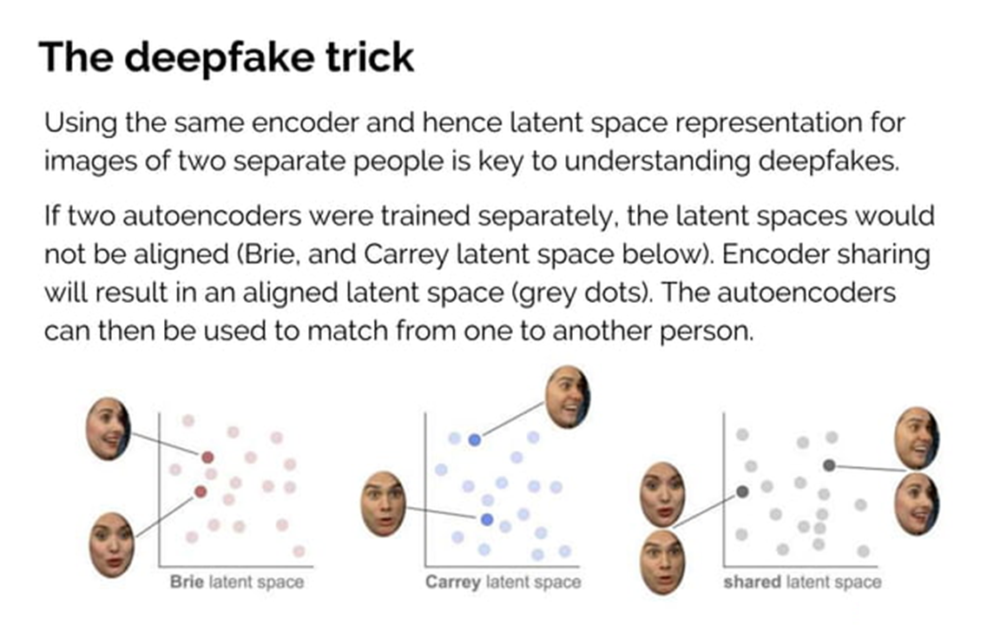 The deepfake trick
Using the same encoder and hence latent space representation for
images of two separate people is key to understanding deepfakes.
If two autoencoders were trained separately, the latent spaces would
not be aligned (Brie, and Carrey latent space below). Encoder sharing
will result in an aligned latent space (grey dots). The autoencoders
can then be used to match from one to another person.
Brie latent space
Carrey latent space
shared latent space